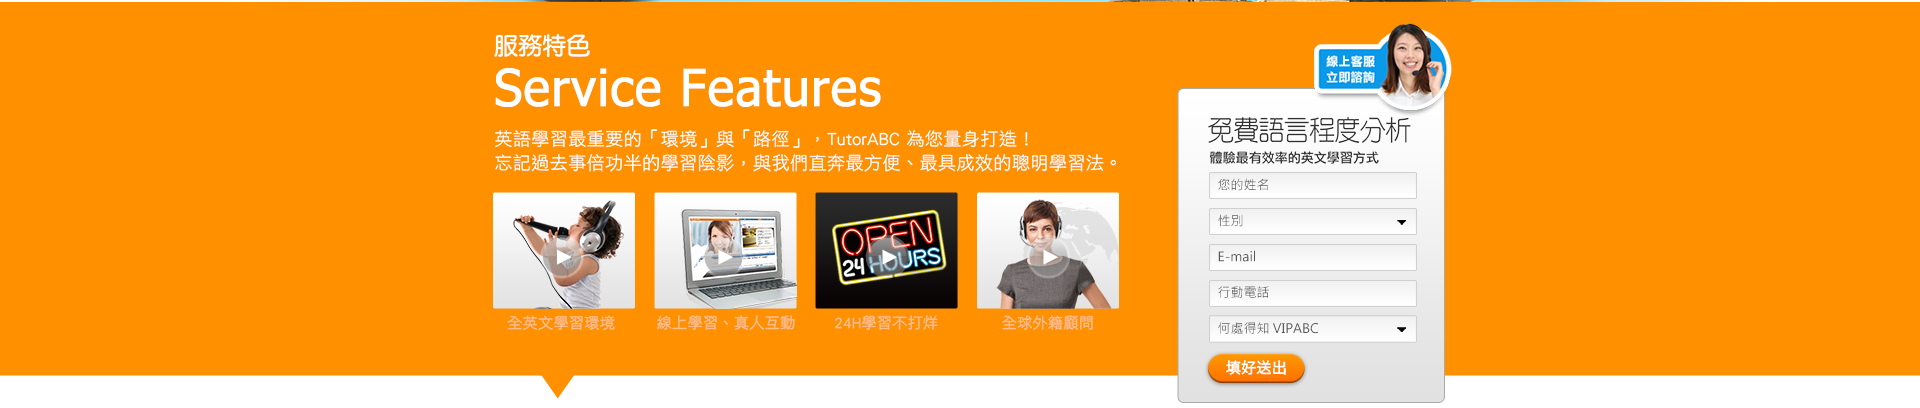 服務特色
Service Features
英語學習最重要的「環境」與「路徑」，TutorABC 為您量身打造！
忘記過去事倍功半的學習陰影，與我們直奔最方便、最具成效的聰明學習法。
OPEN
24 HOURS
全英文學習環境
線上學習、真人互動
24H學習不打烊
全球外籍顧問
線上客服
立即諮詢
免費語言程度分析
體驗最有效率的英文學習方式
您的姓名
性別
E-mail
行動電話
何處得知 VIPABC
填好送出